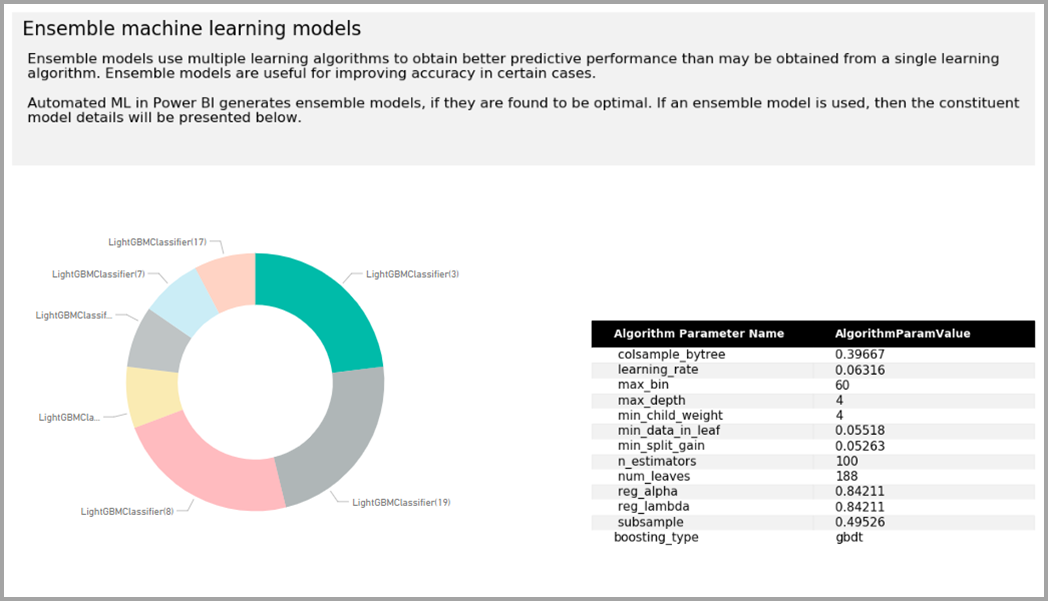 Ensemble machine learning models
Ensemble models use multiple learning algorithms to obtain better predictive performance than may be obtained from a single learning
algorithm. Ensemble models are useful for improving accuracy in certain cases.
Automated ML in Power BI generates ensemble models, if they are found to be optimal. If an ensemble model is used, then the constituent
model details will be presented below.
LightGBMClassifier(17)
LightGBMClassifier(7)
LightGBMClassifier(3)
LightGBMClassif...
LightGBMCla...
LightGBMClassifier(19)
LightGBMClassifier(8)
Algorithm Parameter Name AlgorithmParamValue
colsample_bytree 0.39667
learning_rate 0.06316
max_bin 60
max_depth 4
min_child_weight 4
min_data_in_leaf 0.05518
min_split_gain 0.05263
n_estimators 100
num_leaves 188
reg_alpha 0.84211
reg_lambda 0.84211
subsample 0.49526
boosting_type gbdt